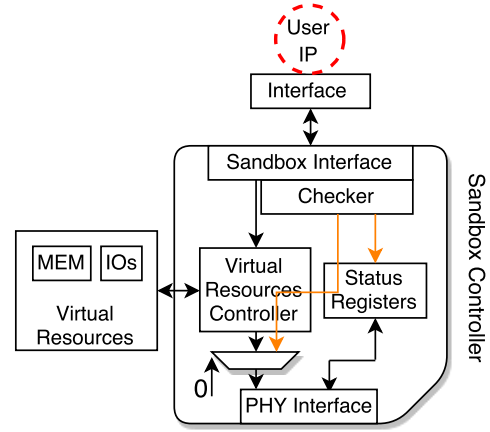 User
IP
Interface
Sandbox Interface
Checker
MEM
IOs
Virtual
Resources
Virtual
Resources
Controller
Status
Registers
0
PHY Interface
Sandbox Controller